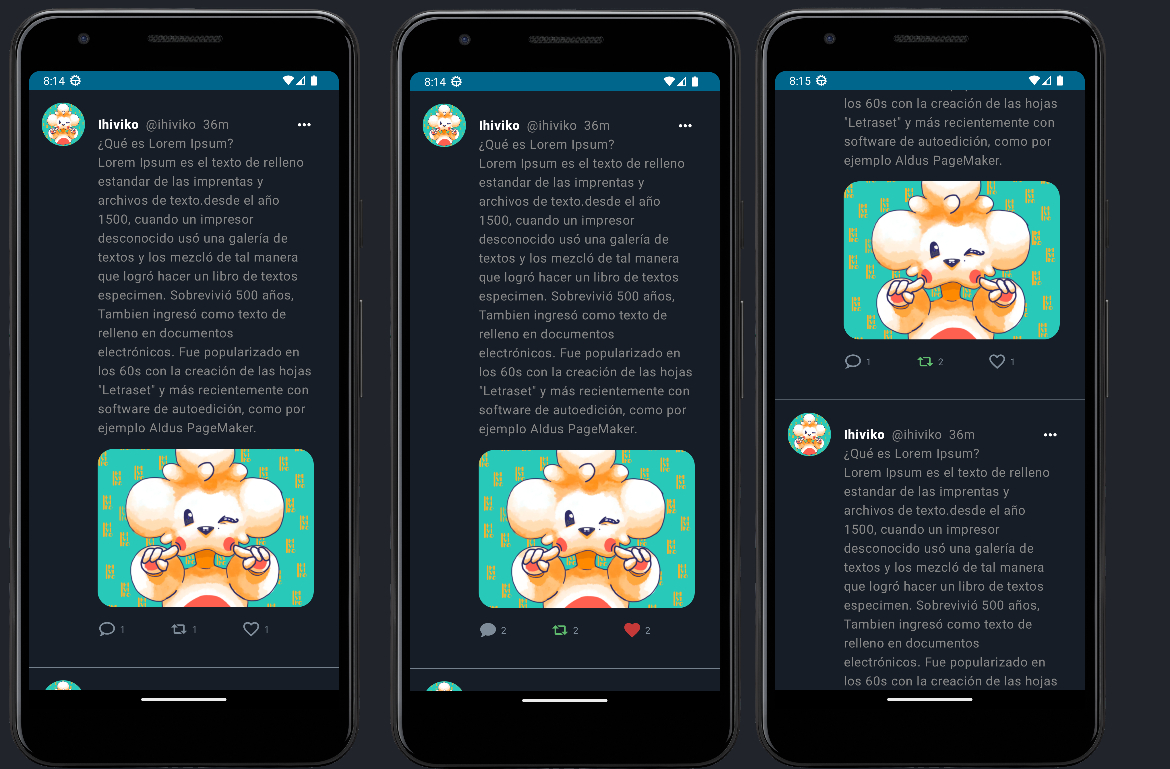 8:14
Ihiviko @ihiviko 36m
¿Qué es Lorem Ipsum?
Lorem Ipsum es el texto de relleno
estandar de las imprentas y
archivos de texto.desde el año
1500, cuando un impresor
desconocido usó una galería de
textos y los mezcló de tal manera
que logró hacer un libro de textos
especimen. Sobrevivió 500 años,
Tambien ingresó como texto de
relleno en documentos
electrónicos. Fue popularizado en
los 60s con la creación de las hojas
"Letraset" y más recientemente con
software de autoedición, como por
ejemplo Aldus PageMaker.
1 1 1
8:14
Ihiviko @ihiviko 36m
¿Qué es Lorem Ipsum?
Lorem Ipsum es el texto de relleno
estandar de las imprentas y
archivos de texto.desde el año
1500, cuando un impresor
desconocido usó una galería de
textos y los mezcló de tal manera
que logró hacer un libro de textos
especimen. Sobrevivió 500 años,
Tambien ingresó como texto de
relleno en documentos
electrónicos. Fue popularizado en
los 60s con la creación de las hojas
"Letraset" y más recientemente con
software de autoedición, como por
ejemplo Aldus PageMaker.
2 2 2
8:15
los 60s con la creación de las hojas
"Letraset" y más recientemente con
software de autoedición, como por
ejemplo Aldus PageMaker.
1 2 1
Ihiviko @ihiviko 36m
¿Qué es Lorem Ipsum?
Lorem Ipsum es el texto de relleno
estandar de las imprentas y
archivos de texto.desde el año
1500, cuando un impresor
desconocido usó una galería de
textos y los mezcló de tal manera
que logró hacer un libro de textos
especimen. Sobrevivió 500 años,
Tambien ingresó como texto de
relleno en documentos
electrónicos. Fue popularizado en
los 60s con la creación de las hojas